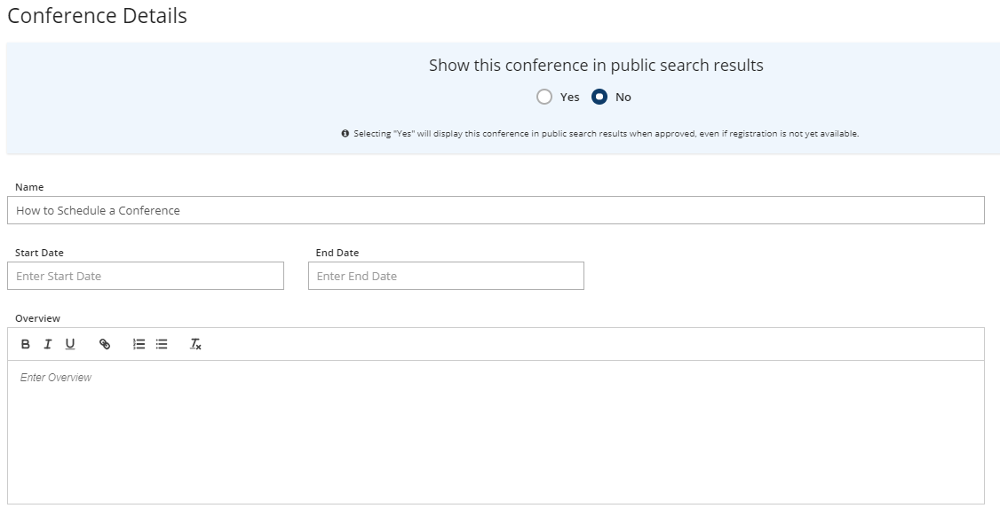 Conference Details
Show this conference in public search results
Yes No
Selecting "Yes" will display this conference in public search results when approved, even if registration is not yet available.
Name
How to Schedule a Conference
Start Date End Date
Enter Start Date Enter End Date
Overview
B I U
Enter Overview